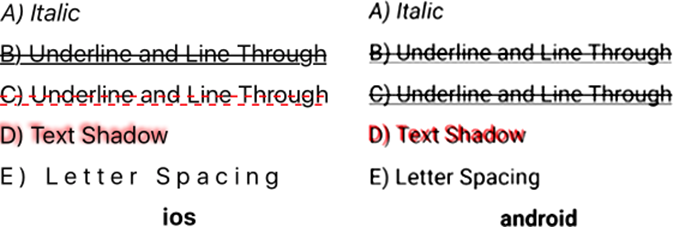 A) Italic
B) Underline and Line Through
C) Underline and Line Through
D) Text Shadow
E) Letter Spacing
ios
A) Italic
B) Underline and Line Through
C) Underline and Line Through
D) Text Shadow
E) Letter Spacing
android